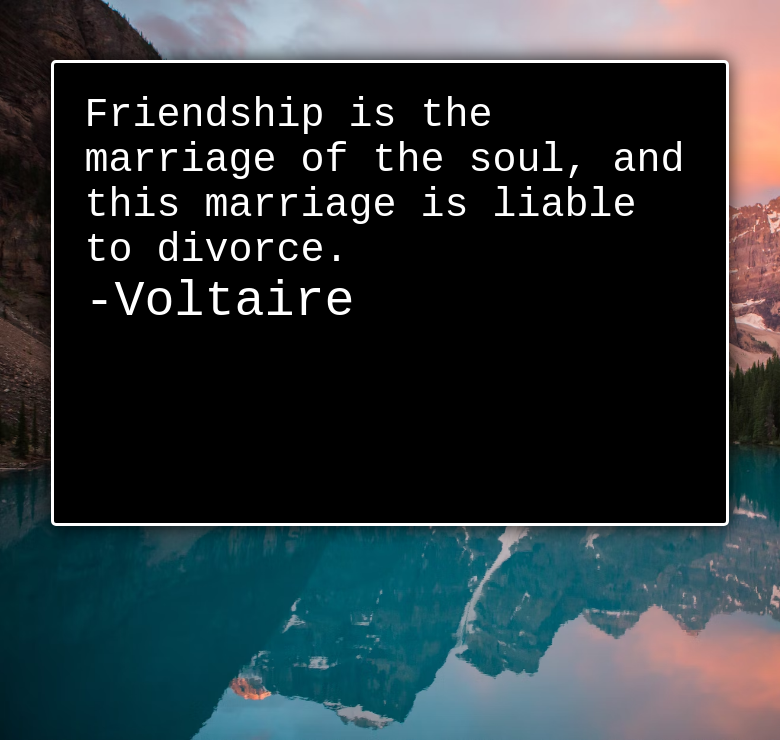 Friendship is the
marriage of the soul, and
this marriage is liable
to divorce.
-Voltaire